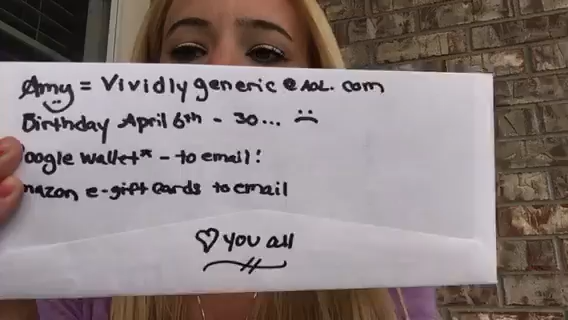 Amy = Vividlygeneric@AOL.com
Birthday April 6th - 30... :(
oogle wallet* - to email!
mazon e-gift cards to email
♡ you all